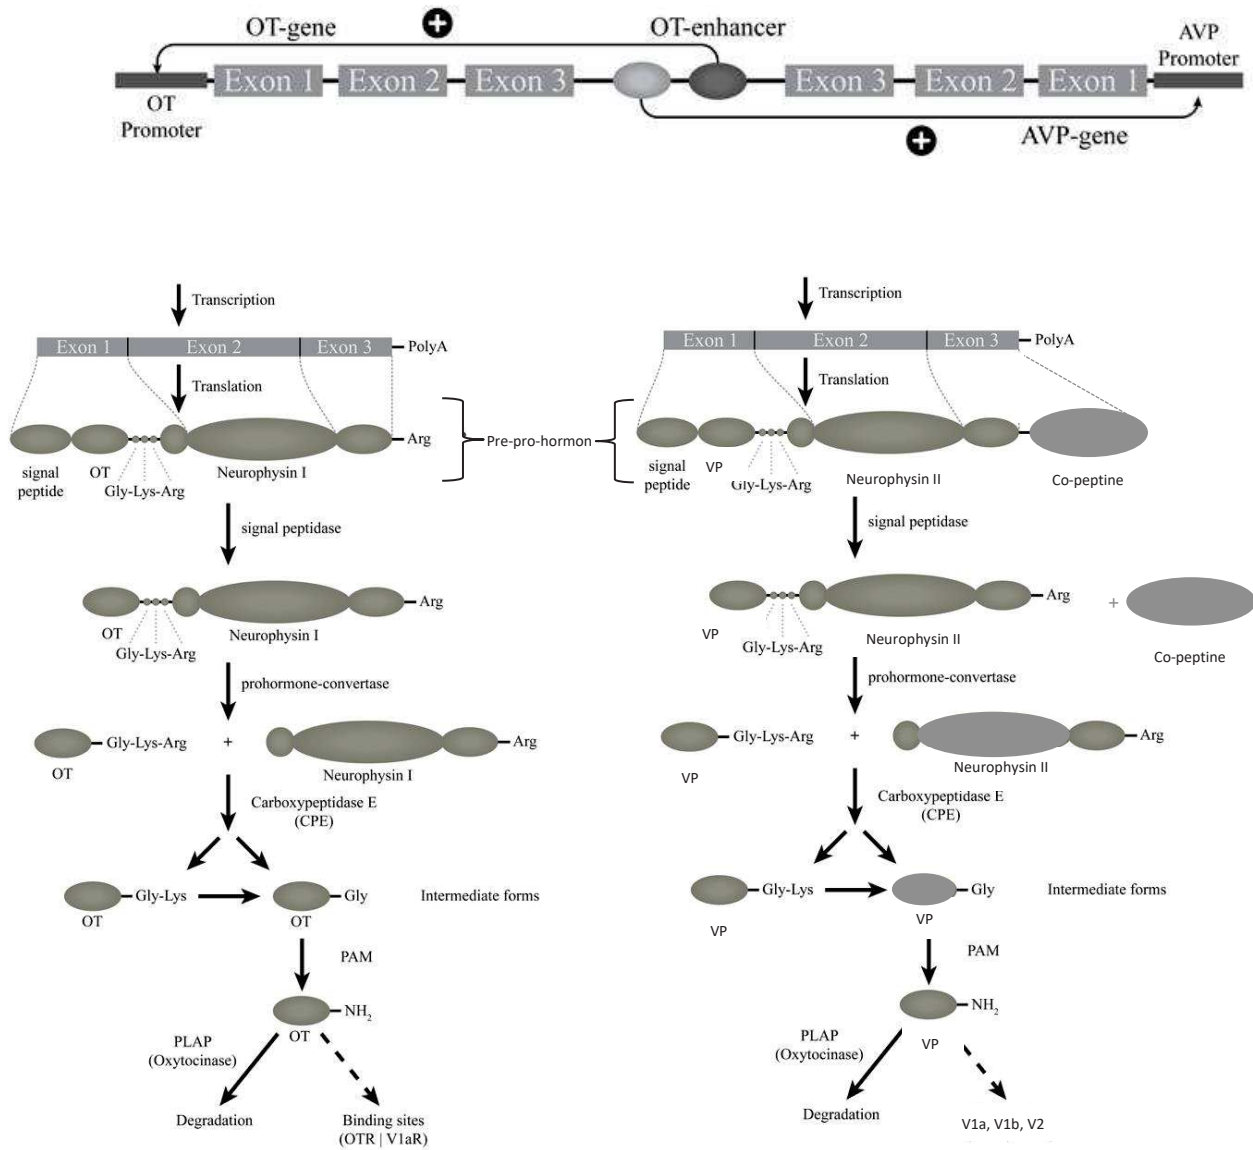 OT-gene
OT-enhancer
AVP
Promoter
Exon 1
Exon 2
Exon 3
Exon 3
Exon 2
Exon 1
OT
Promoter
AVP-gene
Transcription
Exon 1
Exon 2
Exon 3
PolyA
Translation
Arg
signal
peptide
OT
Gly-Lys-Arg
Neurophysin I
Pre-pro-hormon
signal peptidase
Arg
OT
Neurophysin I
Gly-Lys-Arg
prohormone-convertase
Gly-Lys-Arg
+
Arg
OT
Neurophysin I
Carboxypeptidase E
(CPE)
Gly-Lys
Gly
Intermediate forms
OT
OT
PAM
NH2
OT
PLAP
(Oxytocinase)
Degradation
Binding sites
(OTR | V1aR)
Transcription
Exon 1
Exon 2
Exon 3
PolyA
Translation
signal
peptide
VP
Gly-Lys-Arg
Neurophysin II
Co-peptine
signal peptidase
Arg
+
VP
Neurophysin II
Gly-Lys-Arg
Co-peptine
prohormone-convertase
Gly-Lys-Arg
+
Arg
VP
Neurophysin II
Carboxypeptidase E
(CPE)
Gly-Lys
Gly
Intermediate forms
VP
VP
PAM
NH2
VP
PLAP
(Oxytocinase)
Degradation
V1a, V1b, V2